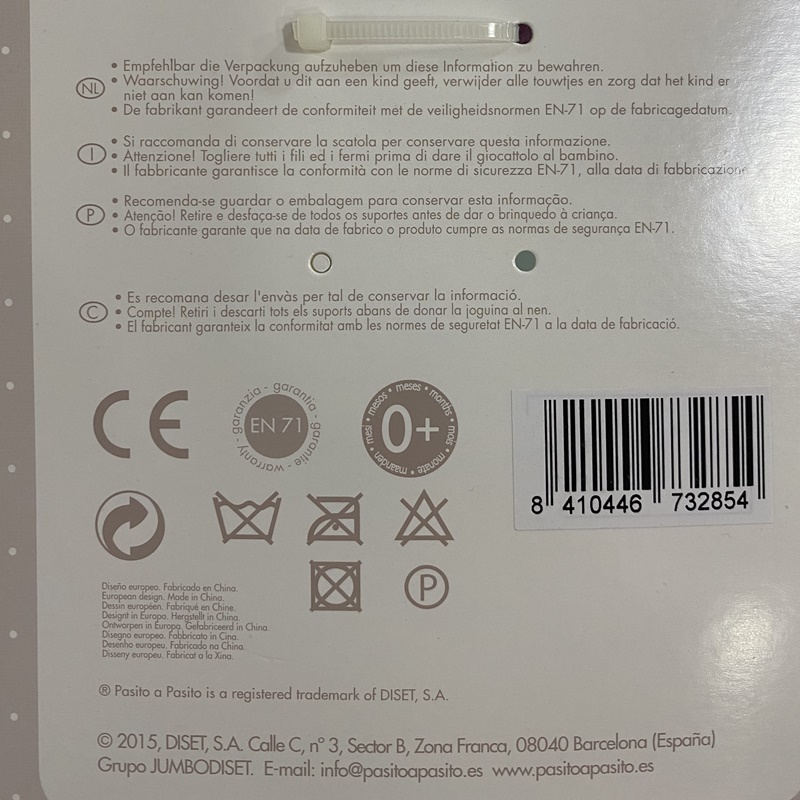 • Empfehlbar die Verpackung aufzuheben um diese Information zu bewahren.
NL • Waarschuwing! Voordat u dit aan een kind geeft, verwijder alle touwtjes en zorg dat het kind er
niet aan kan komen!
• De fabrikant garandeert de conformiteit met de veiligheidsnormen EN-71 op de fabricagedatum.
• Si raccomanda di conservare la scatola per conservare questa informazione.
I • Attenzione! Togliere tutti i fili ed i fermi prima di dare il giocattolo al bambino.
• Il fabbricante garantisce la conformità con le norme di sicurezza EN-71, alla data di fabbricazione
• Recomenda-se guardar o embalagem para conservar esta informação.
P • Atenção! Retire e desfaça-se de todos os suportes antes de dar o brinquedo à criança.
• O fabricante garante que na data de fabrico o produto cumpre as normas de segurança EN-71.
• Es recomana desar l'envàs per tal de conservar la informació.
C • Compte! Retiri i descarti tots els suports abans de donar la joguina al nen.
• El fabricant garanteix la conformitat amb les normes de seguretat EN-71 a la data de fabricació.
CE
garanzia - garantia - garantie - warranty -
EN 71
mesi • mesos • meses • months • mois • monate • maanden •
0+
8 410446 732854
P
Diseño europeo. Fabricado en China.
European design. Made in China.
Dessin européen. Fabriqué en Chine.
Designt in Europa. Hergstellt in China.
Ontworpen in Europa. Gefabriceerd in China.
Disegno europeo. Fabbricato in Cina.
Desenho europeu. Fabricado na China.
Disseny europeu. Fabricat a la Xina.
® Pasito a Pasito is a registered trademark of DISET, S.A.
© 2015, DISET, S.A. Calle C, nº 3, Sector B, Zona Franca, 08040 Barcelona (España)
Grupo JUMBODISET. E-mail: info@pasitoapasito.es www.pasitoapasito.es